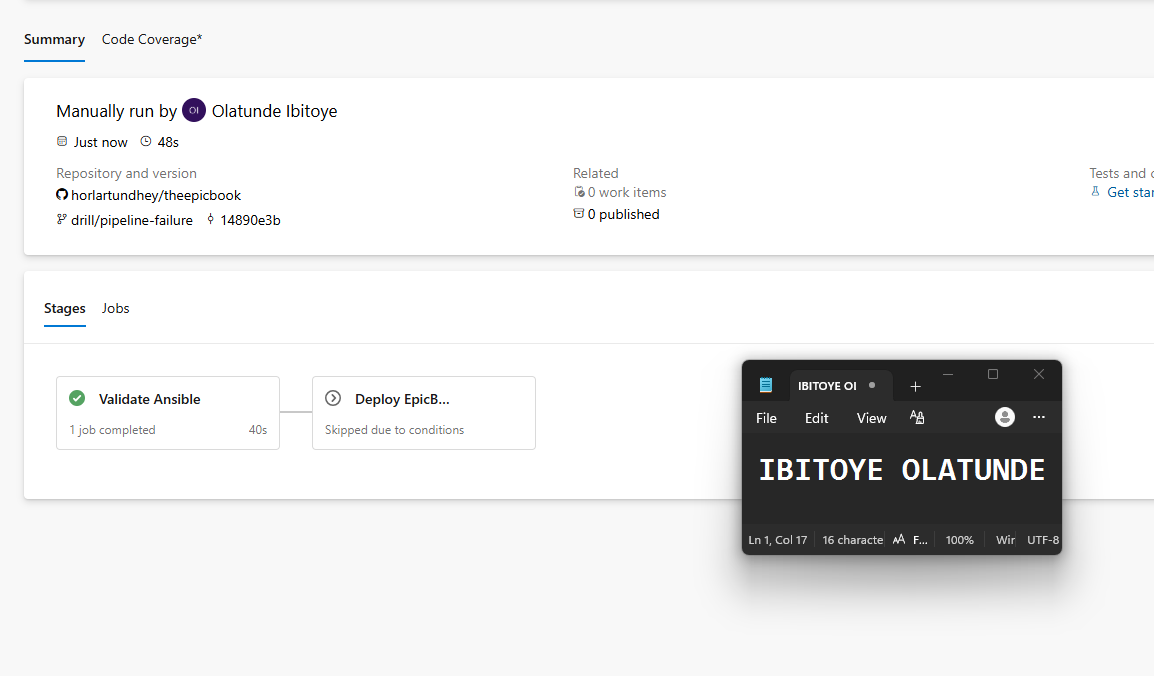 Summary Code Coverage*
Manually run by OI Olatunde Ibitoye
Just now 48s
Repository and version
horlartundhey/theepicbook
drill/pipeline-failure 14890e3b
Related
0 work items
0 published
Tests and
Get star
Stages Jobs
Validate Ansible
1 job completed 40s
Deploy EpicB...
Skipped due to conditions
IBITOYE OI
File Edit View
IBITOYE OLATUNDE
Ln 1, Col 17 16 characte F... 100% Wir UTF-8